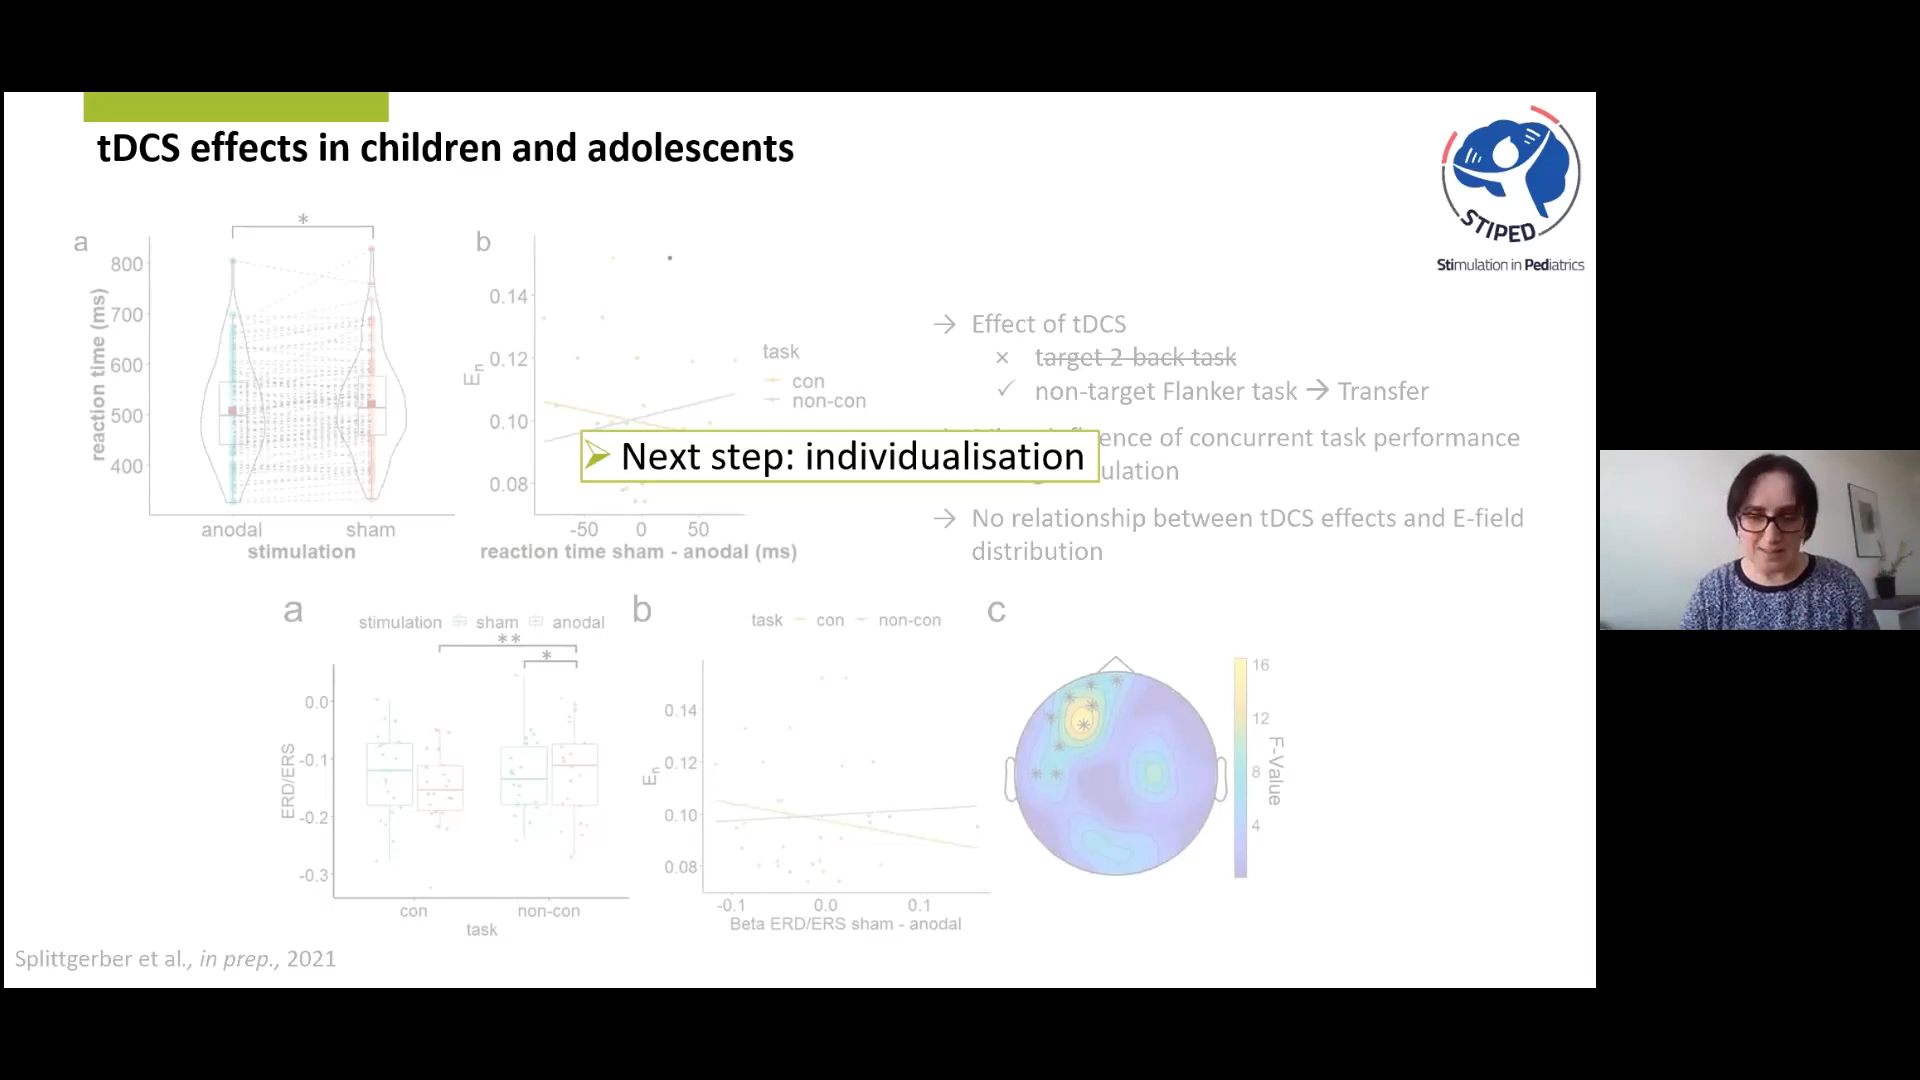 tDCS effects in children and adolescents
STIPED
Stimulation in Pediatrics
a
*
800
700
600
500
400
reaction time (ms)
anodal
sham
stimulation
b
0.14
0.12
0.10
0.08
En
-50
0
50
reaction time sham - anodal (ms)
task
con
non-con
→ Effect of tDCS
× target 2-back task
✓ non-target Flanker task → Transfer
ence of concurrent task performance
ulation
→ No relationship between tDCS effects and E-field
distribution
Next step: individualisation
a
stimulation sham anodal
**
*
0.0
-0.1
-0.2
-0.3
ERD/ERS
con
non-con
task
b
task con non-con
0.14
0.12
0.10
0.08
En
-0.1
0.0
0.1
Beta ERD/ERS sham - anodal
c
16
12
8
4
F-Value
Splittgerber et al., in prep., 2021